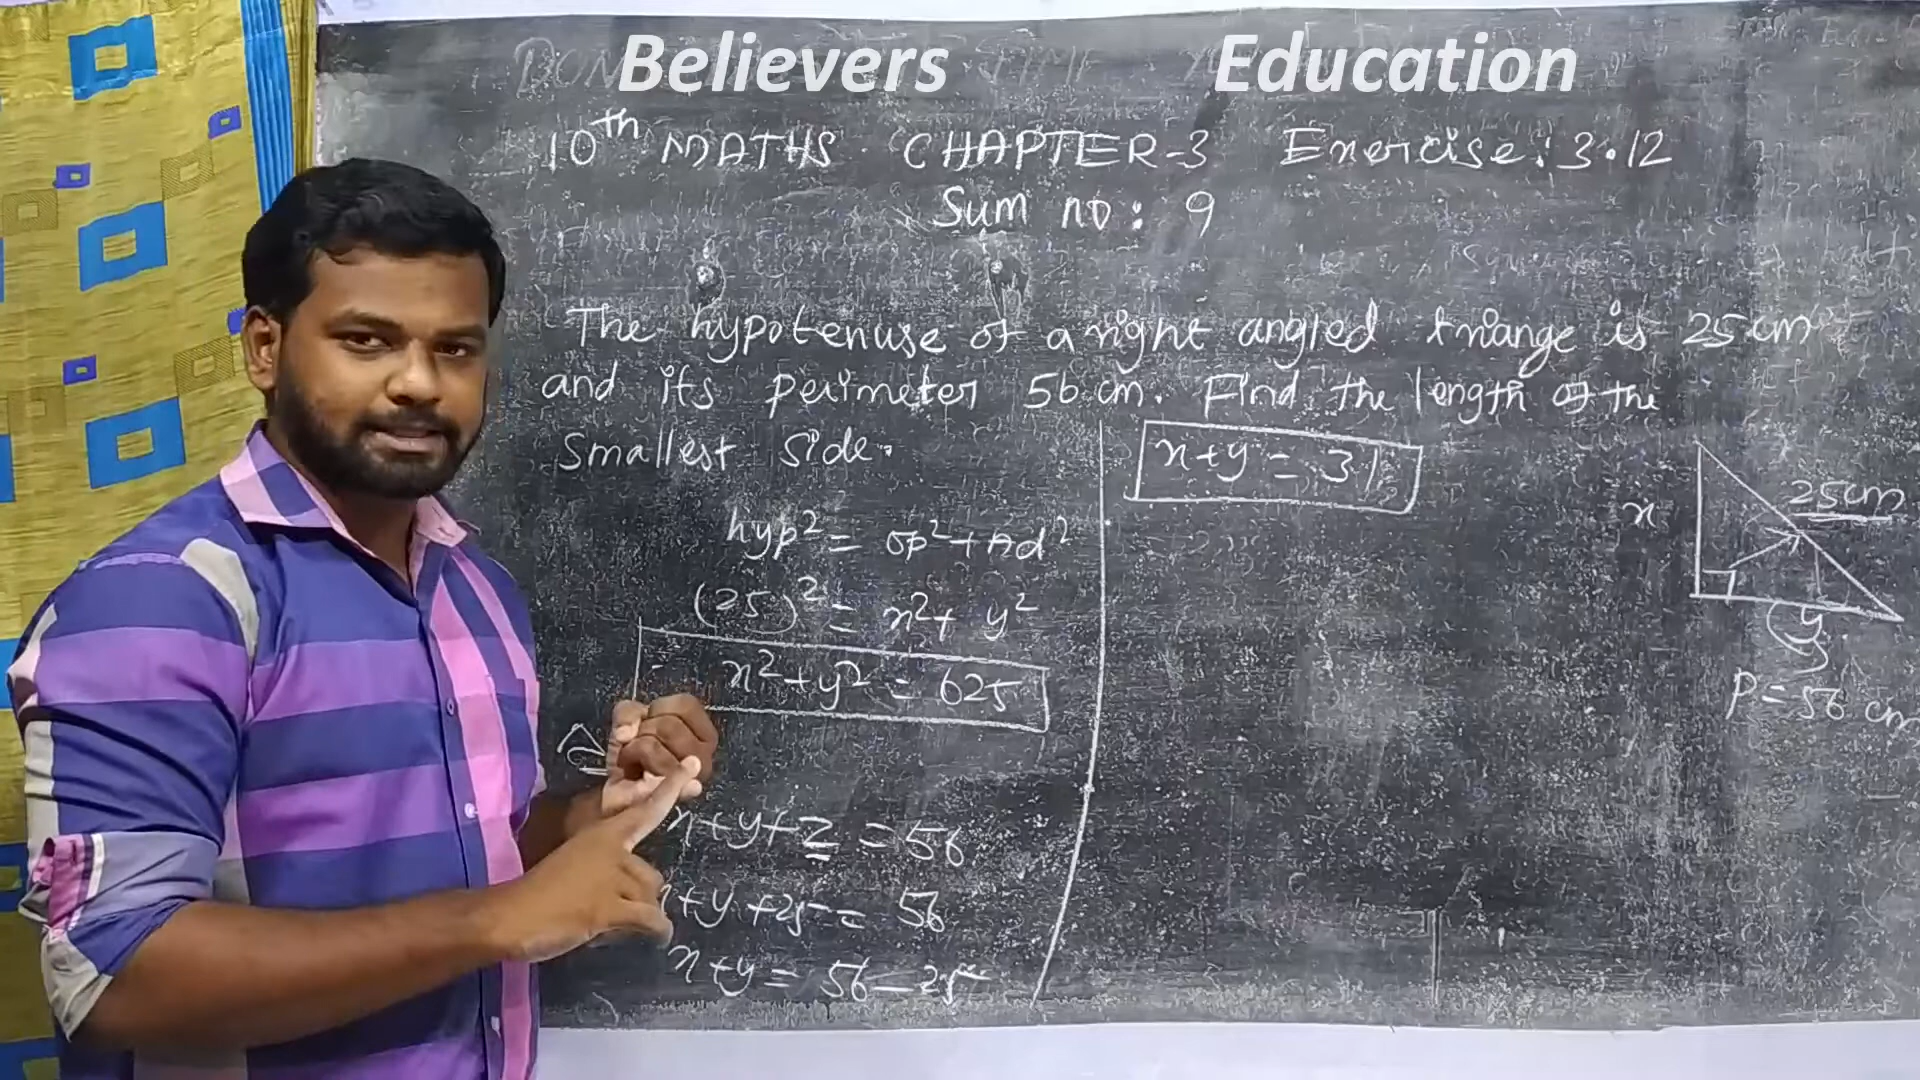 Believers Education
10th MATHS CHAPTER-3 Exercise: 3.12
Sum no: 9
The hypotenuse of a right angled triange is 25 cm
and its perimeter 56 cm. Find the length of the
smallest side.
hyp² = op² + Ad²
(25)² = x² + y²
x² + y² = 625
x+y+z = 56
x+y+25 = 56
x+y = 56-25
x+y = 31
25cm
x
y
P = 56 cm